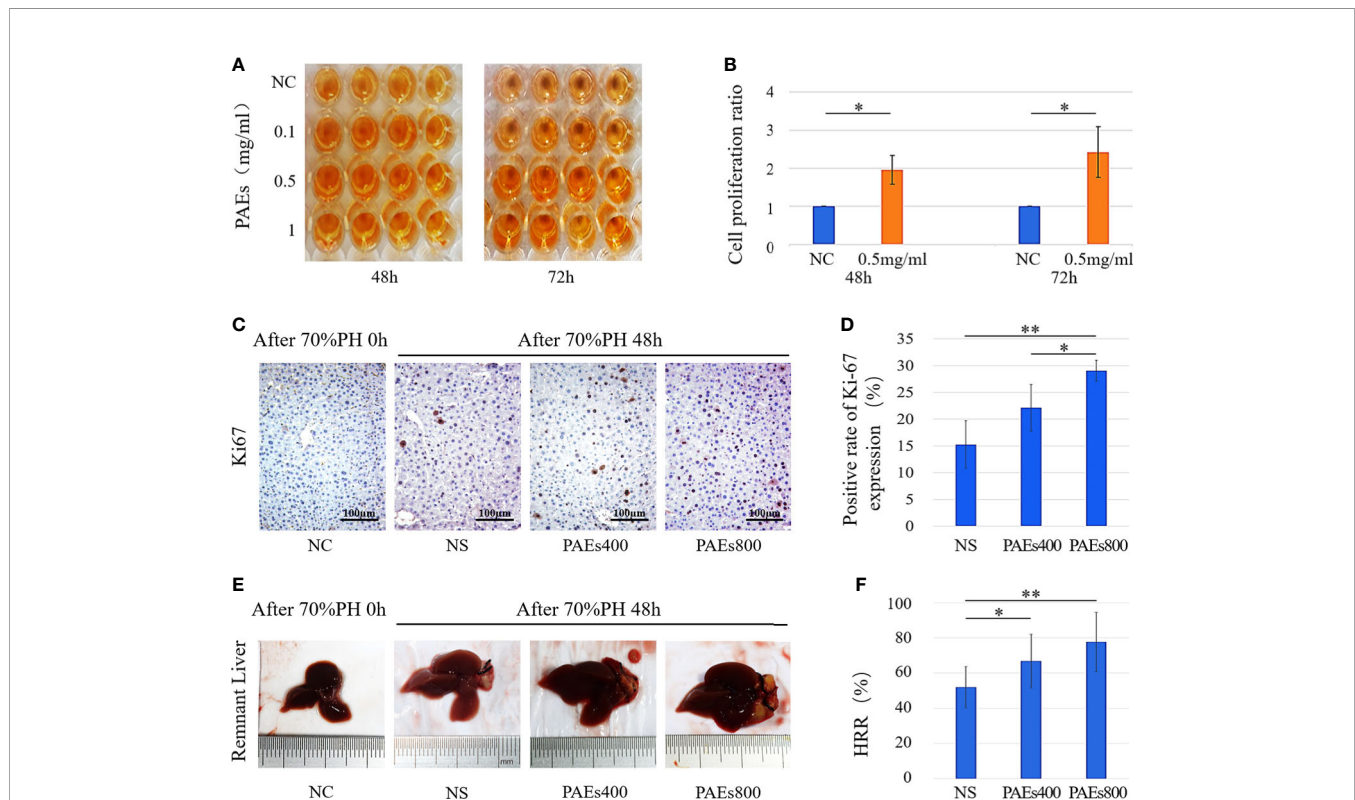 A
NC
0.1
0.5
1
PAEs (mg/ml)
48h
72h
B
Cell proliferation ratio
4
3
2
1
0
*
*
NC
0.5mg/ml
NC
0.5mg/ml
48h
72h
C
After 70%PH 0h
After 70%PH 48h
Ki67
100μm
100μm
100μm
100μm
NC
NS
PAEs400
PAEs800
D
Positive rate of Ki-67
expression (%)
35
30
25
20
15
10
5
0
**
*
NS
PAEs400
PAEs800
E
After 70%PH 0h
After 70%PH 48h
Remnant Liver
mm
NC
NS
PAEs400
PAEs800
F
HRR (%)
100
80
60
40
20
0
**
*
NS
PAEs400
PAEs800